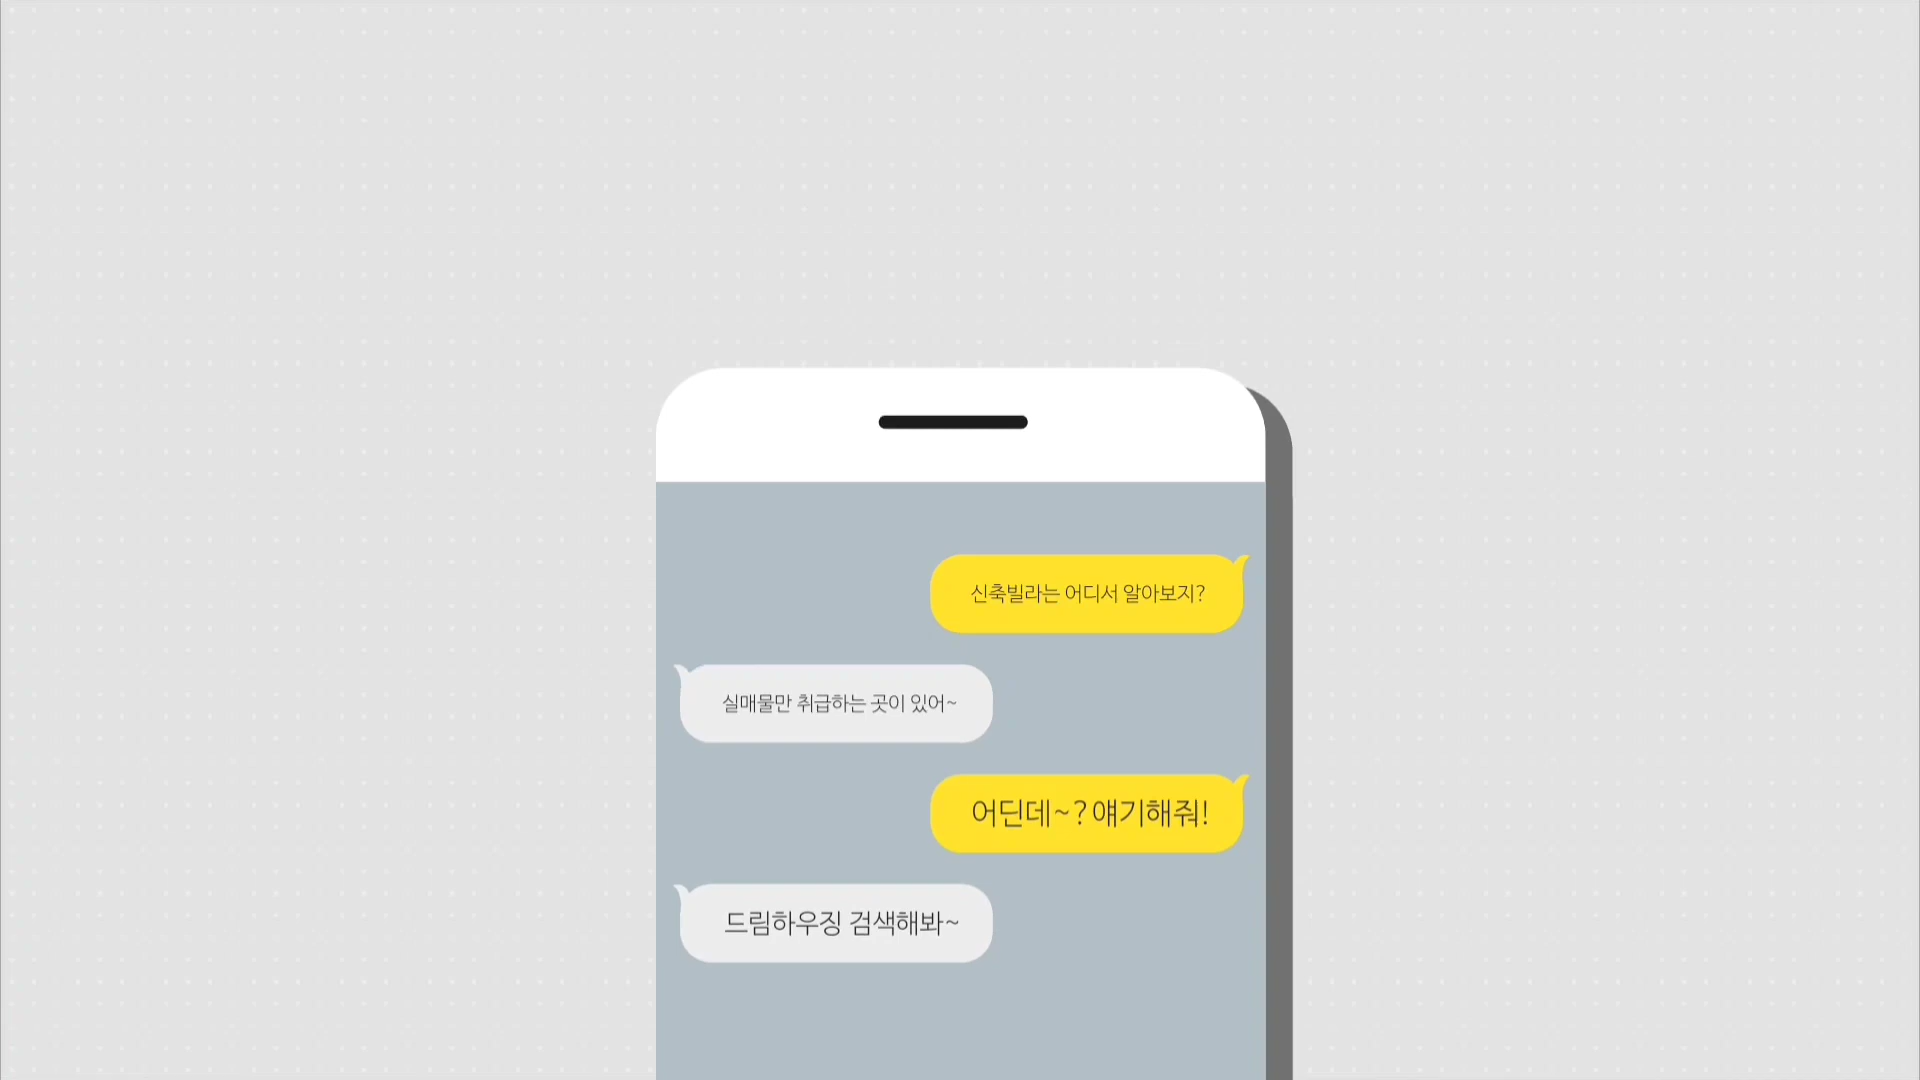 신축빌라는 어디서 알아보지?
실매물만 취급하는 곳이 있어~
어딘데~? 얘기해줘!
드림하우징 검색해봐~